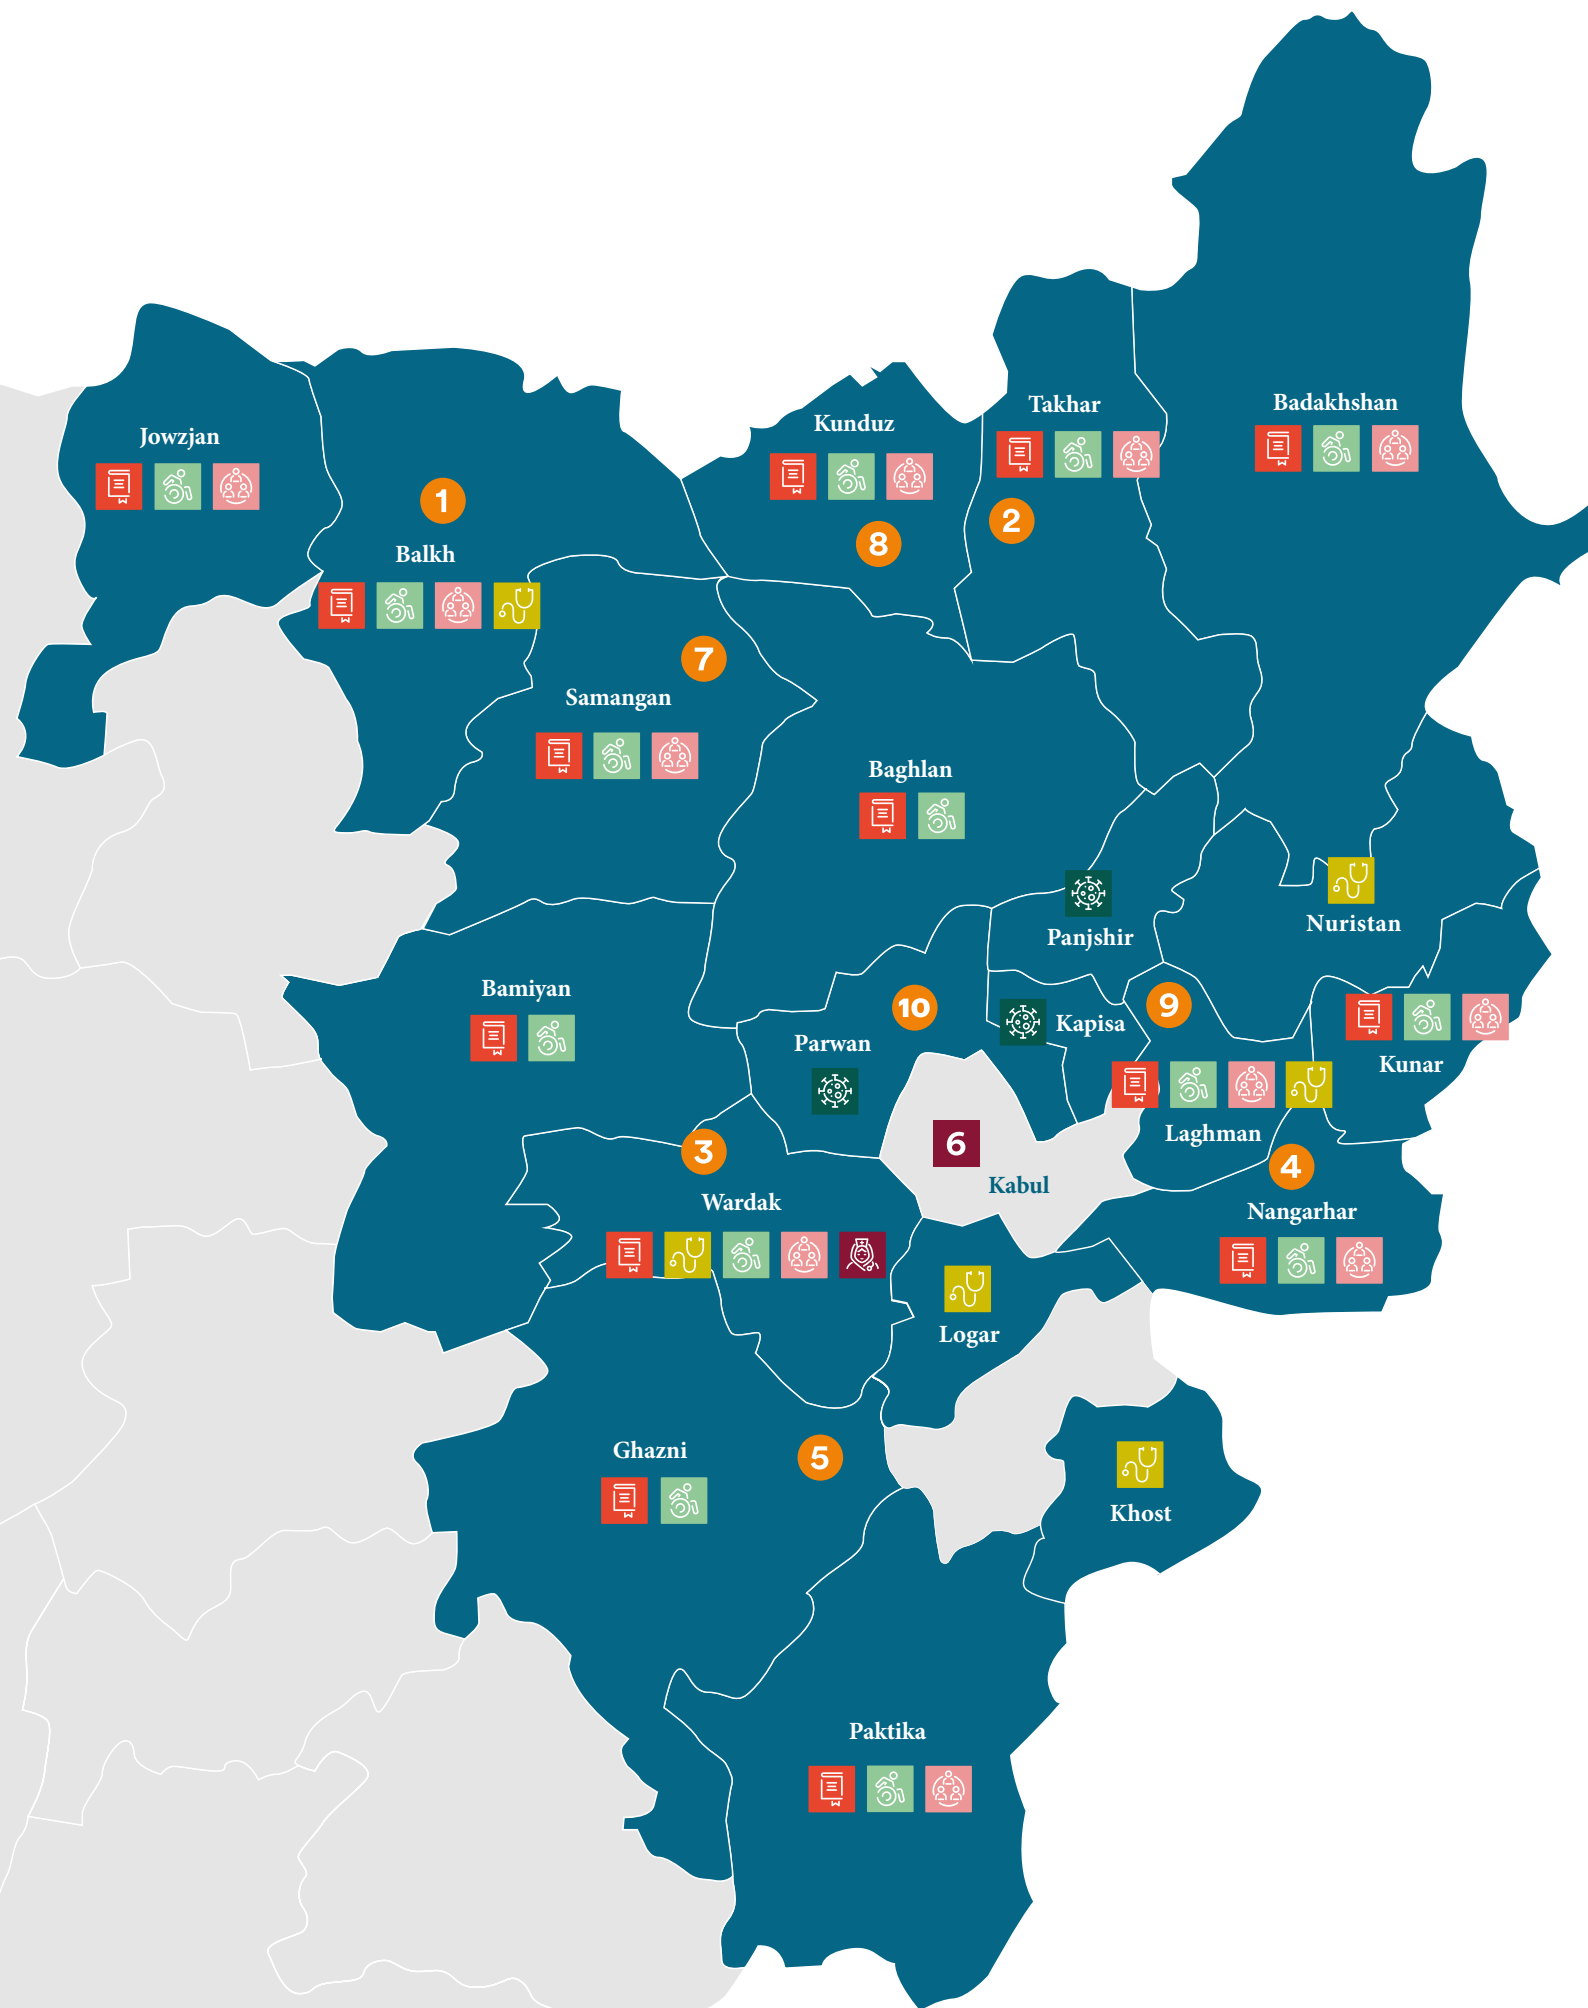 Takhar
Badakhshan
Kunduz
Jowzjan
1
2
8
Balkh
7
Samangan
Baghlan
Nuristan
Panjshir
Bamiyan
10
9
Kapisa
Parwan
Kunar
Laghman
6
3
4
Kabul
Wardak
Nangarhar
Logar
Ghazni
5
Khost
Paktika